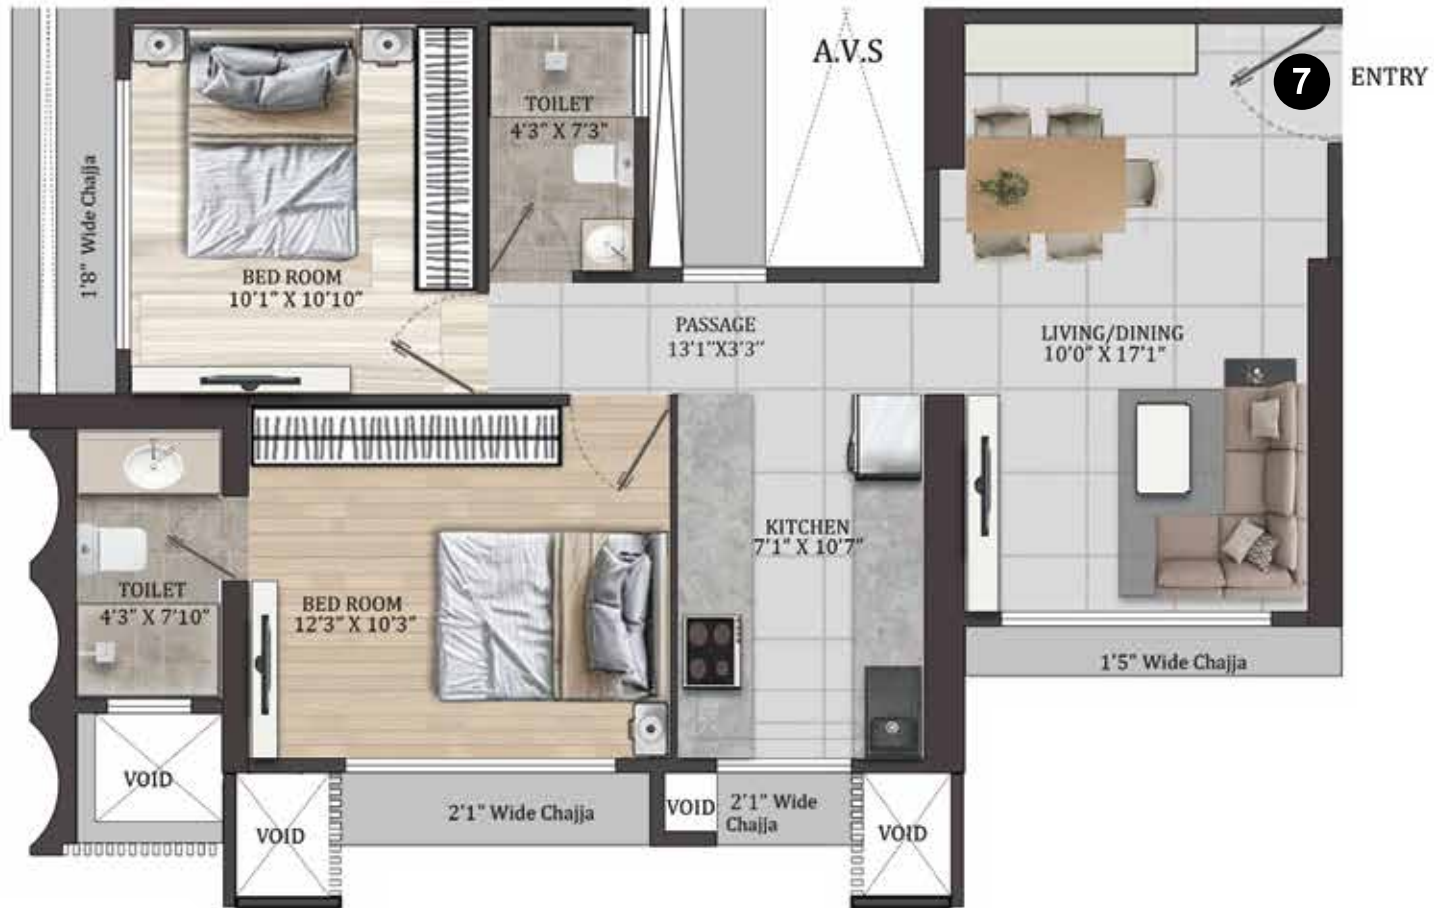 A.V.S
7
ENTRY
TOILET
4'3" X 7'3"
1'8" Wide Chajja
BED ROOM
10'1" X 10'10"
PASSAGE
13'1"X3'3"
LIVING/DINING
10'0" X 17'1"
KITCHEN
7'1" X 10'7"
TOILET
4'3" X 7'10"
BED ROOM
12'3" X 10'3"
1'5" Wide Chajja
VOID
2'1" Wide Chajja
VOID
2'1" Wide
Chajja
VOID
VOID